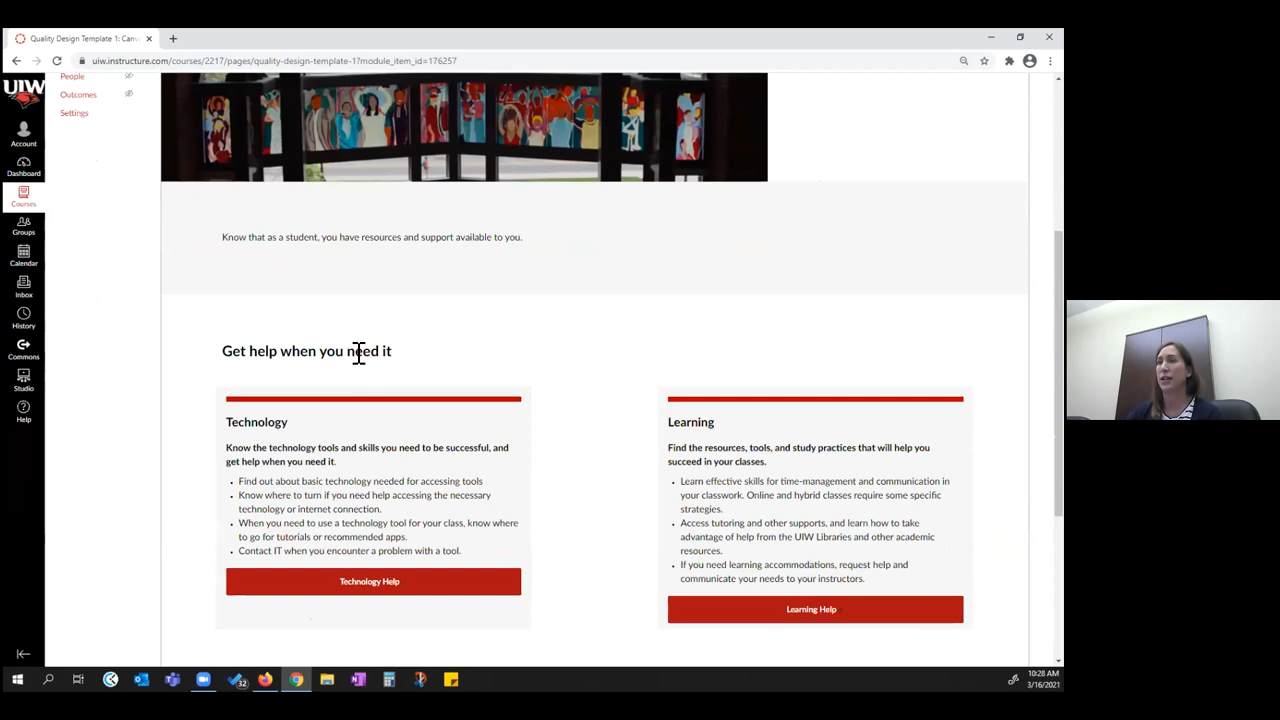 Quality Design Template 1: Canv
uiw.instructure.com/courses/2217/pages/quality-design-template-1?module_item_id=176257
UIW
Account
Dashboard
Courses
Groups
Calendar
Inbox
History
Commons
Studio
Help
People
Outcomes
Settings
Know that as a student, you have resources and support available to you.
Get help when you need it
Technology
Know the technology tools and skills you need to be successful, and
get help when you need it.
Find out about basic technology needed for accessing tools
Know where to turn if you need help accessing the necessary
technology or internet connection.
When you need to use a technology tool for your class, know where
to go for tutorials or recommended apps.
Contact IT when you encounter a problem with a tool.
Technology Help
Learning
Find the resources, tools, and study practices that will help you
succeed in your classes.
Learn effective skills for time-management and communication in
your classwork. Online and hybrid classes require some specific
strategies.
Access tutoring and other supports, and learn how to take
advantage of help from the UIW Libraries and other academic
resources.
If you need learning accommodations, request help and
communicate your needs to your instructors.
Learning Help
32
10:28 AM
3/16/2021